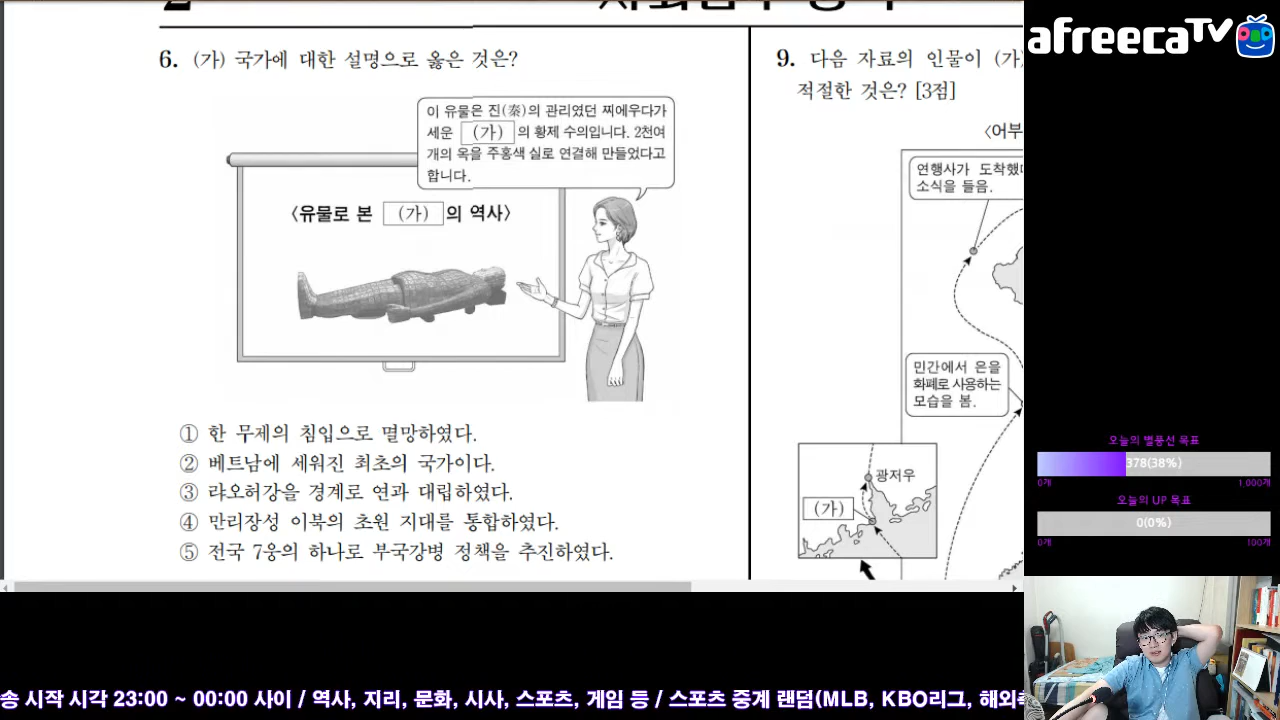 6. (가) 국가에 대한 설명으로 옳은 것은?
이 유물은 진(秦)의 관리였던 찌에우다가
세운 (가) 의 황제 수의입니다. 2천여
개의 옥을 주홍색 실로 연결해 만들었다고
합니다.
〈유물로 본 (가) 의 역사〉
① 한 무제의 침입으로 멸망하였다.
② 베트남에 세워진 최초의 국가이다.
③ 랴오허강을 경계로 연과 대립하였다.
④ 만리장성 이북의 초원 지대를 통합하였다.
⑤ 전국 7웅의 하나로 부국강병 정책을 추진하였다.
9. 다음 자료의 인물이 (가)
적절한 것은? [3점]
〈어부
연행사가 도착했다
소식을 들음.
민간에서 은을
화폐로 사용하는
모습을 봄.
광저우
(가)
afreecaTV
오늘의 별풍선 목표
378(38%)
0개 1,000개
오늘의 UP 목표
0(0%)
0개 100개
송 시작 시각 23:00 ~ 00:00 사이 / 역사, 지리, 문화, 시사, 스포츠, 게임 등 / 스포츠 중계 랜덤(MLB, KBO리그, 해외축